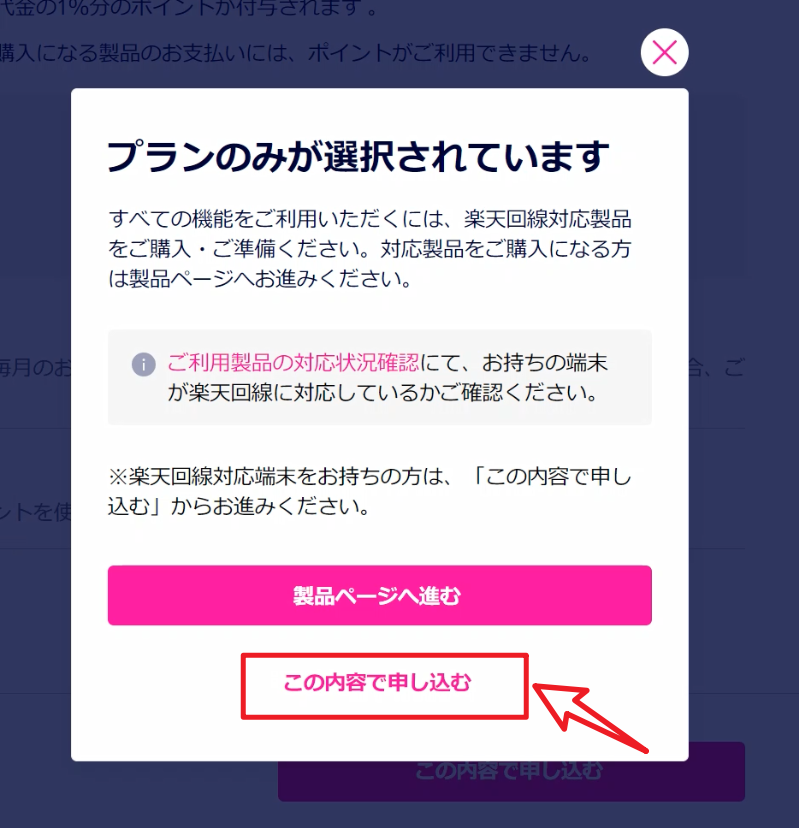 代金の1%分のポイントが付与されます 。
購入になる製品のお支払いには、ポイントがご利用できません。
プランのみが選択されています
すべての機能をご利用いただくには、楽天回線対応製品
をご購入・ご準備ください。対応製品をご購入になる方
は製品ページへお進みください。
毎月のお
合、ご
ご利用製品の対応状況確認にて、お持ちの端末
が楽天回線に対応しているかご確認ください。
※楽天回線対応端末をお持ちの方は、「この内容で申し
込む」からお進みください。
ントを使
製品ページへ進む
この内容で申し込む
この内容で申し込む